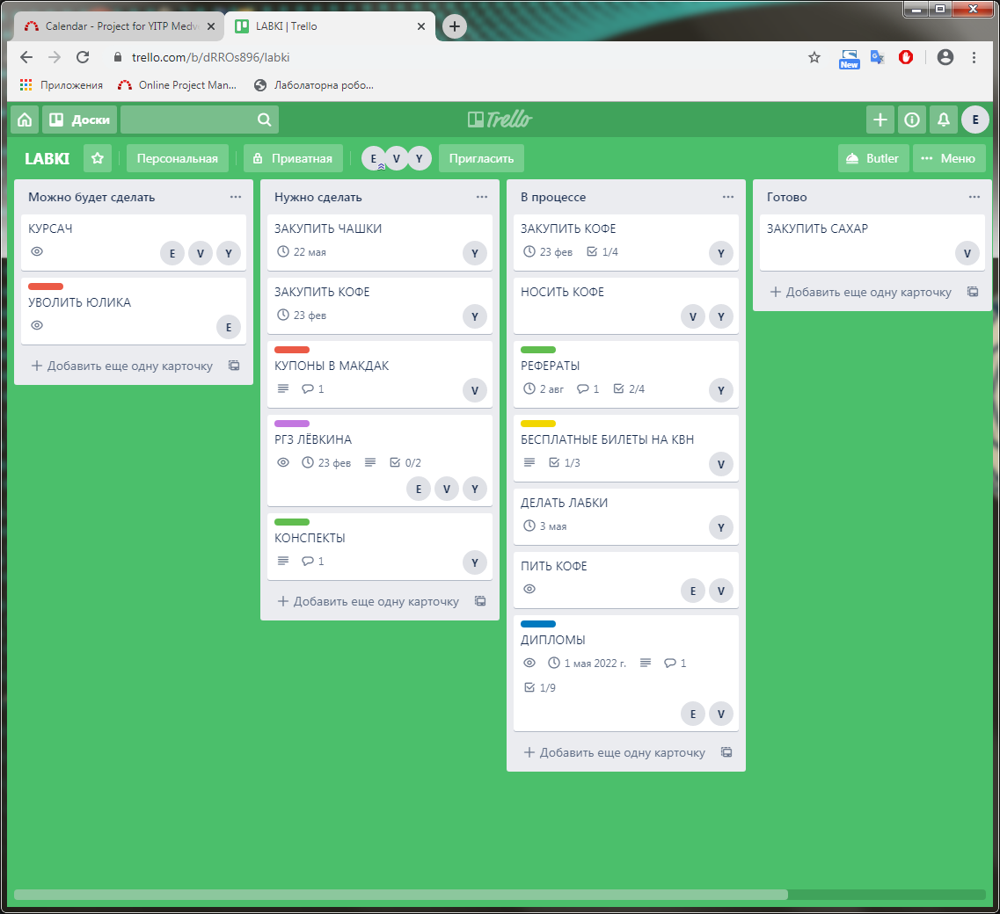 Calendar - Project for YITP Medv
LABKI | Trello
trello.com/b/dRROs896/labki
New
Приложения
Online Project Man...
Лаболаторна робо...
Доски
Trello
E
LABKI
Персональная
Приватная
E V Y
Пригласить
Butler
Меню
Можно будет сделать
КУРСАЧ
E V Y
УВОЛИТЬ ЮЛИКА
E
Добавить еще одну карточку
Нужно сделать
ЗАКУПИТЬ ЧАШКИ
22 мая
Y
ЗАКУПИТЬ КОФЕ
23 фев
Y
КУПОНЫ В МАКДАК
1
V
РГЗ ЛЁВКИНА
23 фев 0/2
E V Y
КОНСПЕКТЫ
1
Y
Добавить еще одну карточку
В процессе
ЗАКУПИТЬ КОФЕ
23 фев 1/4
Y
НОСИТЬ КОФЕ
V Y
РЕФЕРАТЫ
2 авг 1 2/4
Y
БЕСПЛАТНЫЕ БИЛЕТЫ НА КВН
1/3
V
ДЕЛАТЬ ЛАБКИ
3 мая
Y
ПИТЬ КОФЕ
E V
ДИПЛОМЫ
1 мая 2022 г. 1
1/9
E V
Добавить еще одну карточку
Готово
ЗАКУПИТЬ САХАР
V
Добавить еще одну карточку